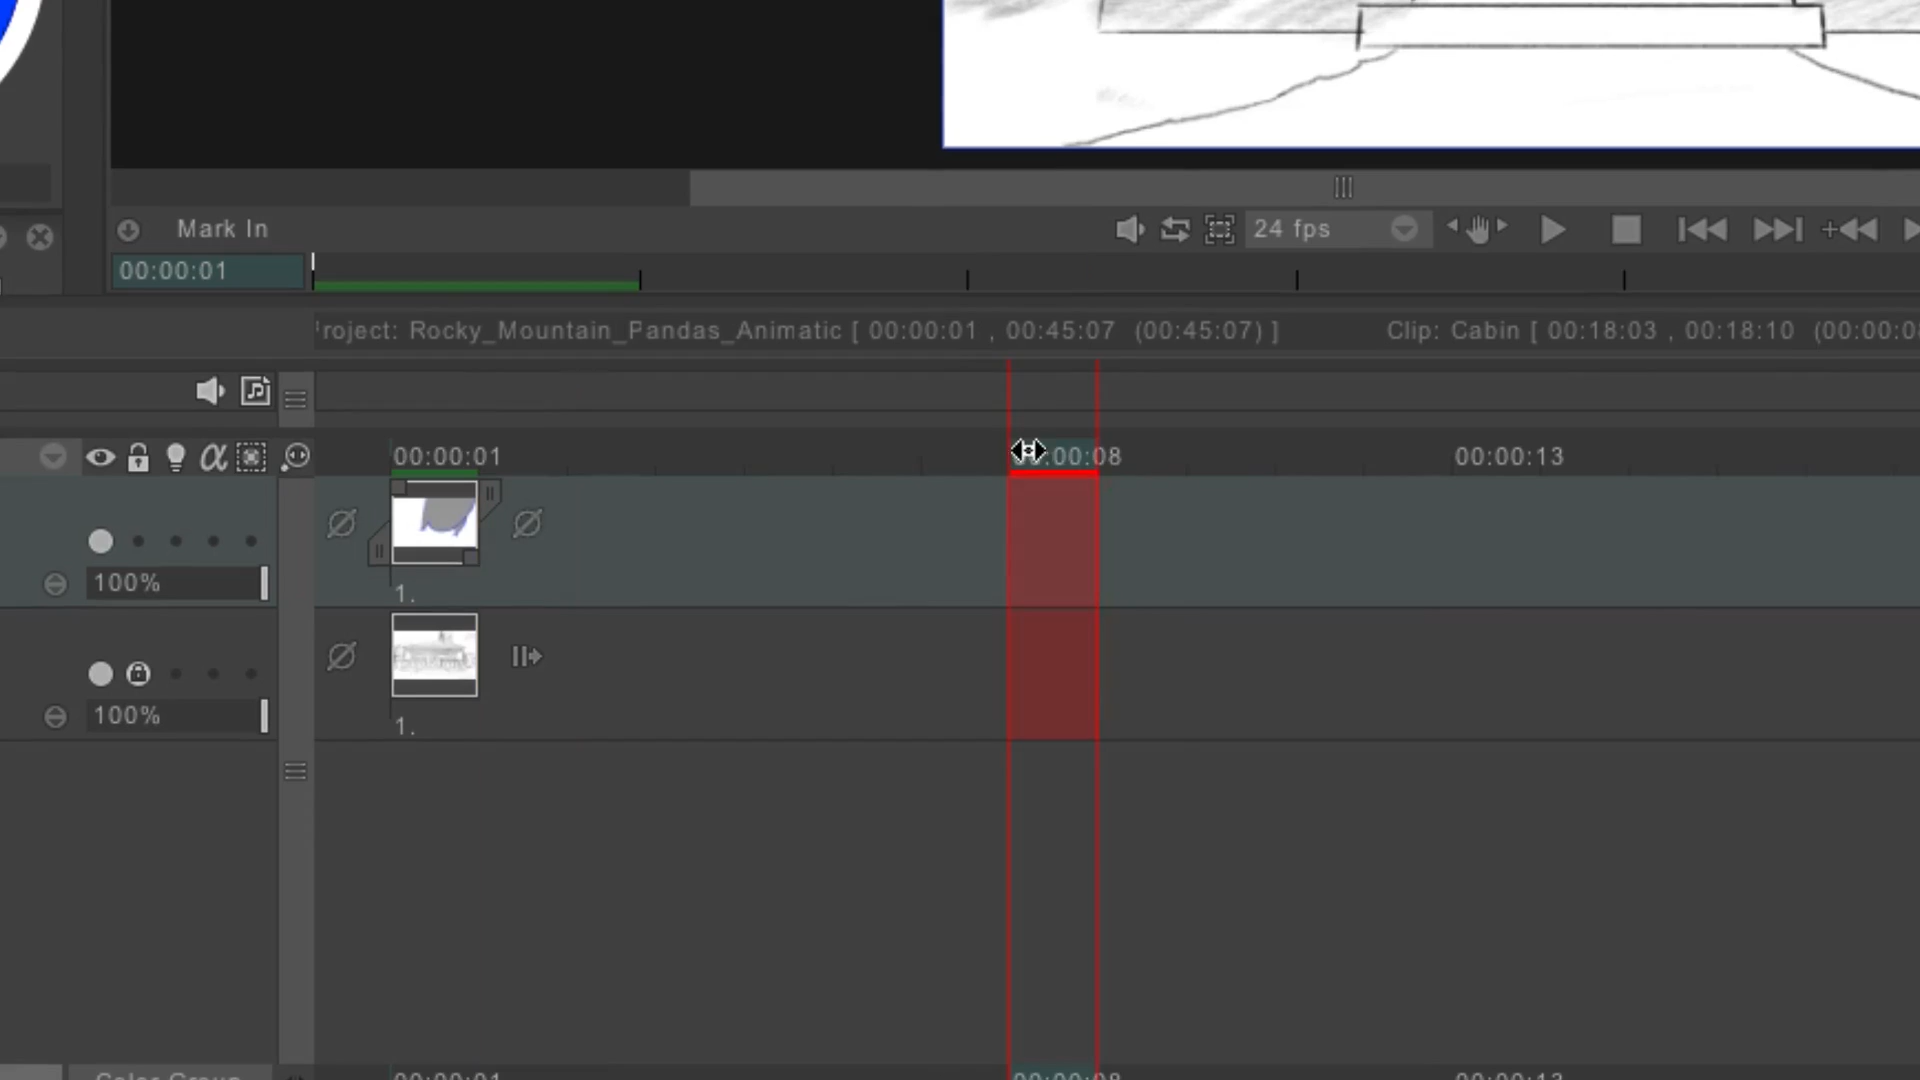 Mark In
24 fps
00:00:01
roject: Rocky_Mountain_Pandas_Animatic [ 00:00:01 , 00:45:07 (00:45:07) ]
Clip: Cabin [ 00:18:03 , 00:18:10 (00:00:0
00:00:01
00:00:08
00:00:13
100%
1.
100%
1.
Color Group
00:00:01
00:00:08
00:00:13